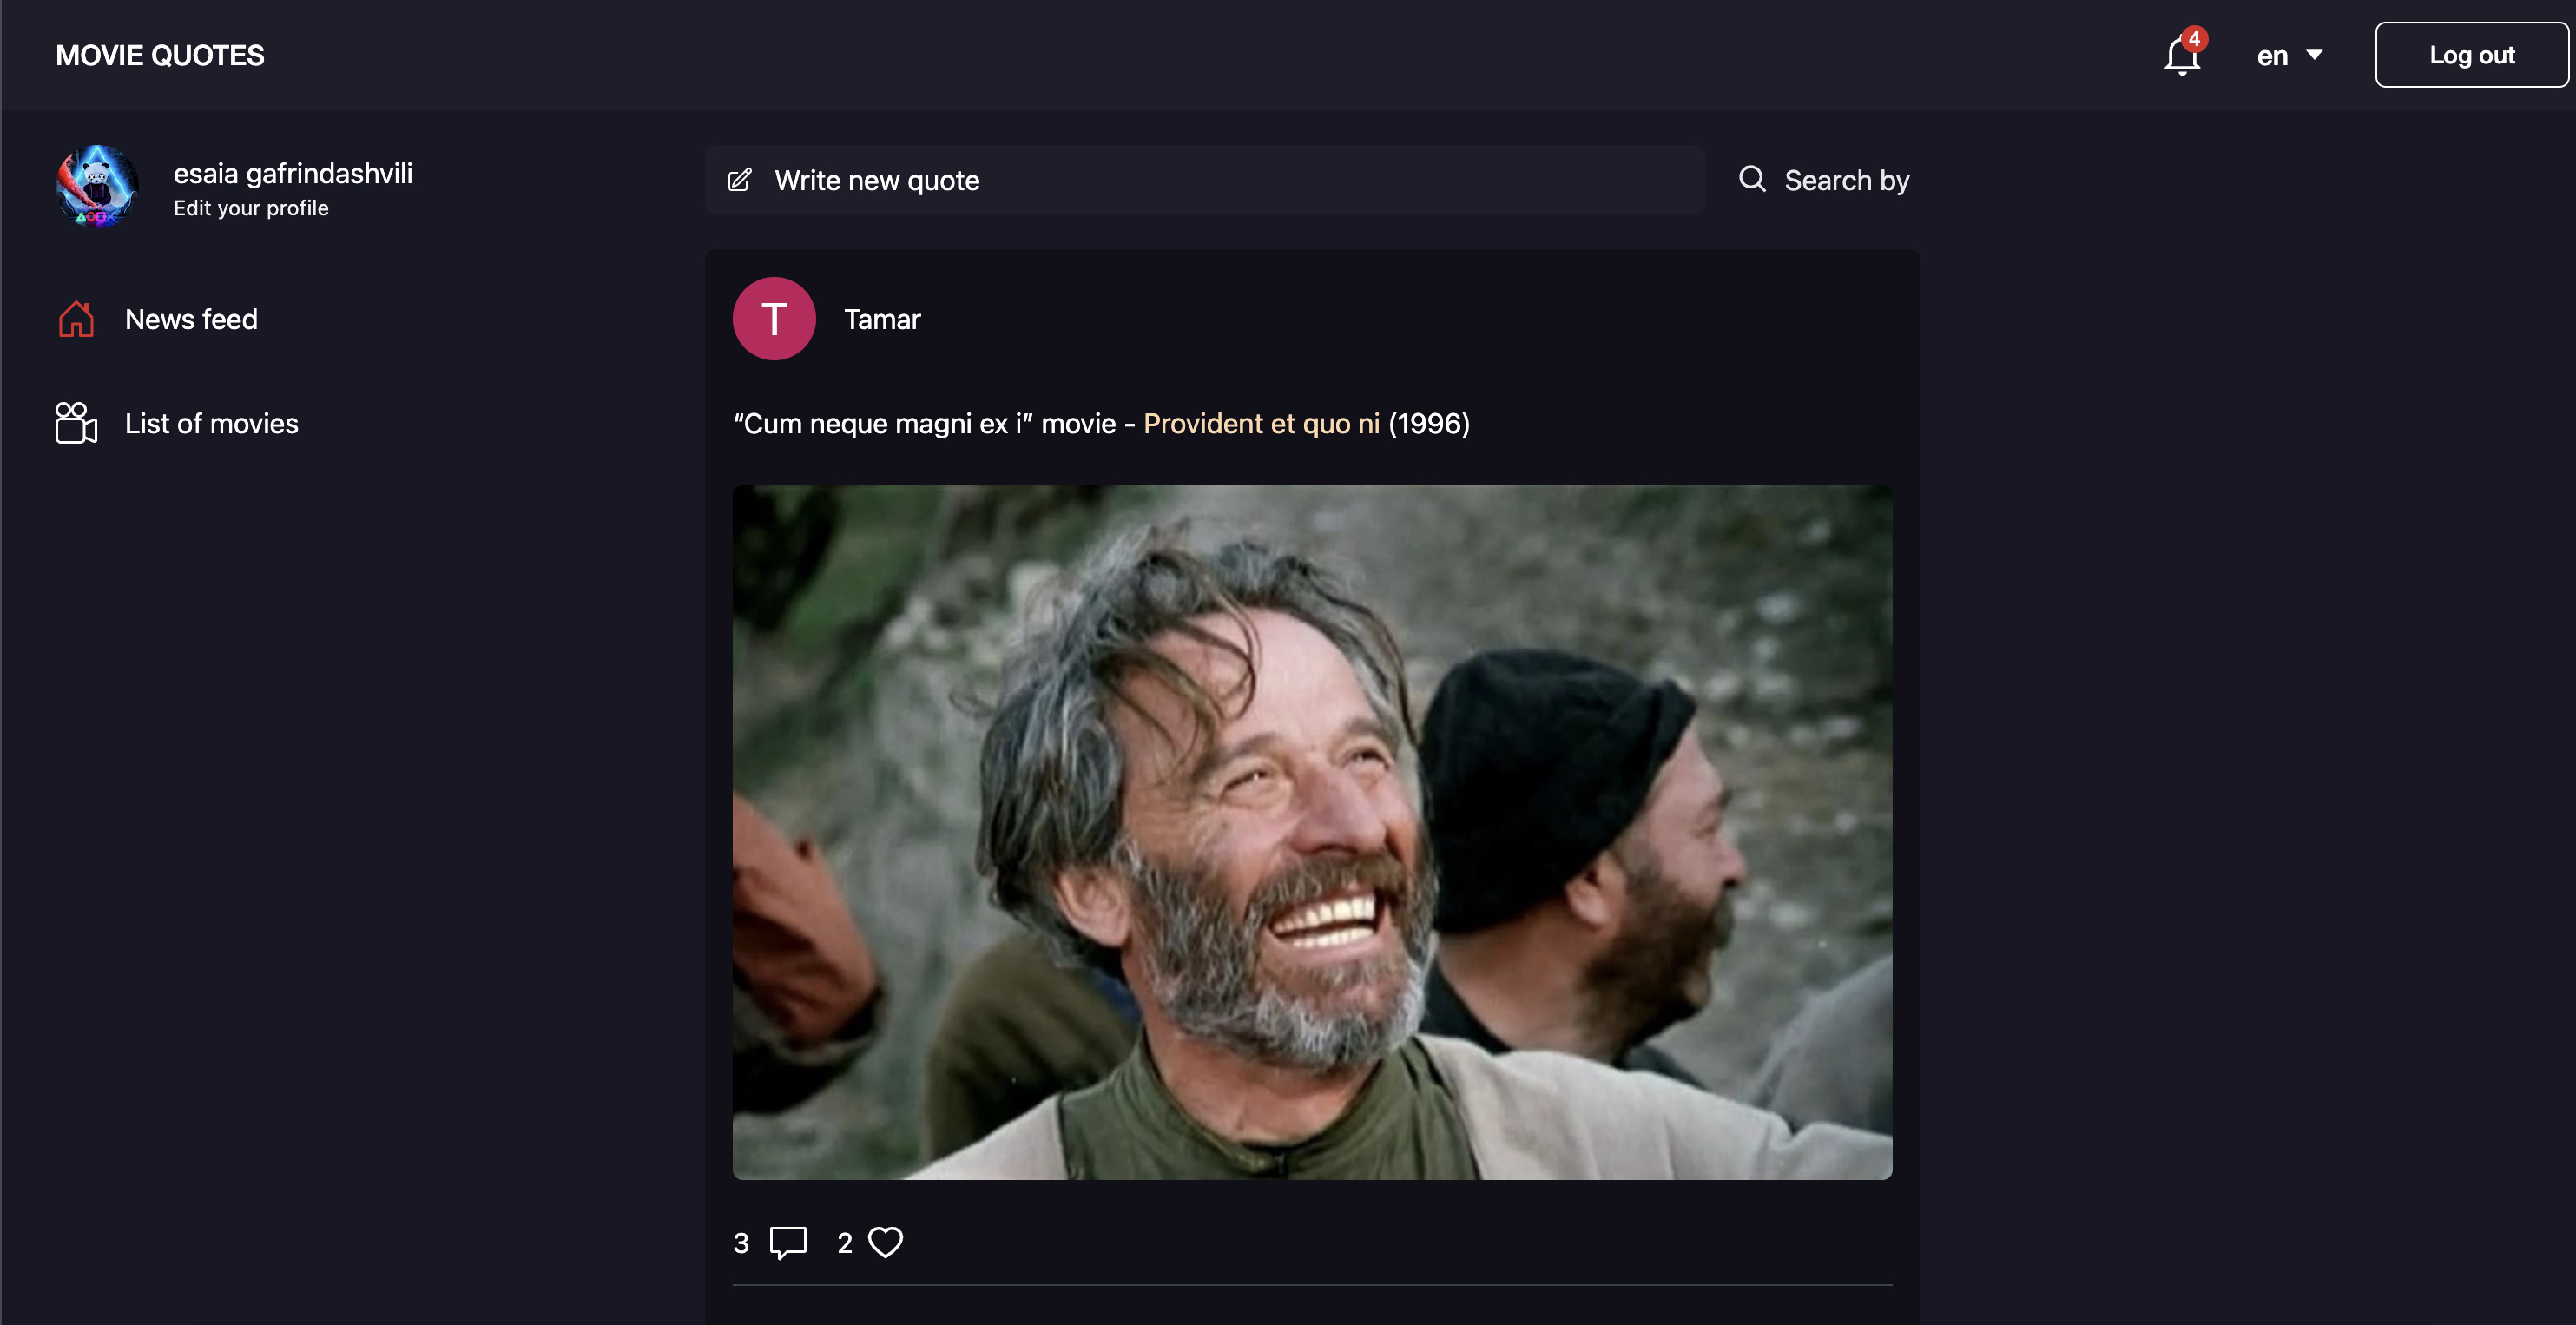 MOVIE QUOTES
4
en
Log out
esaia gafrindashvili
Edit your profile
News feed
List of movies
Write new quote
Search by
T
Tamar
“Cum neque magni ex i” movie - Provident et quo ni (1996)
3
2